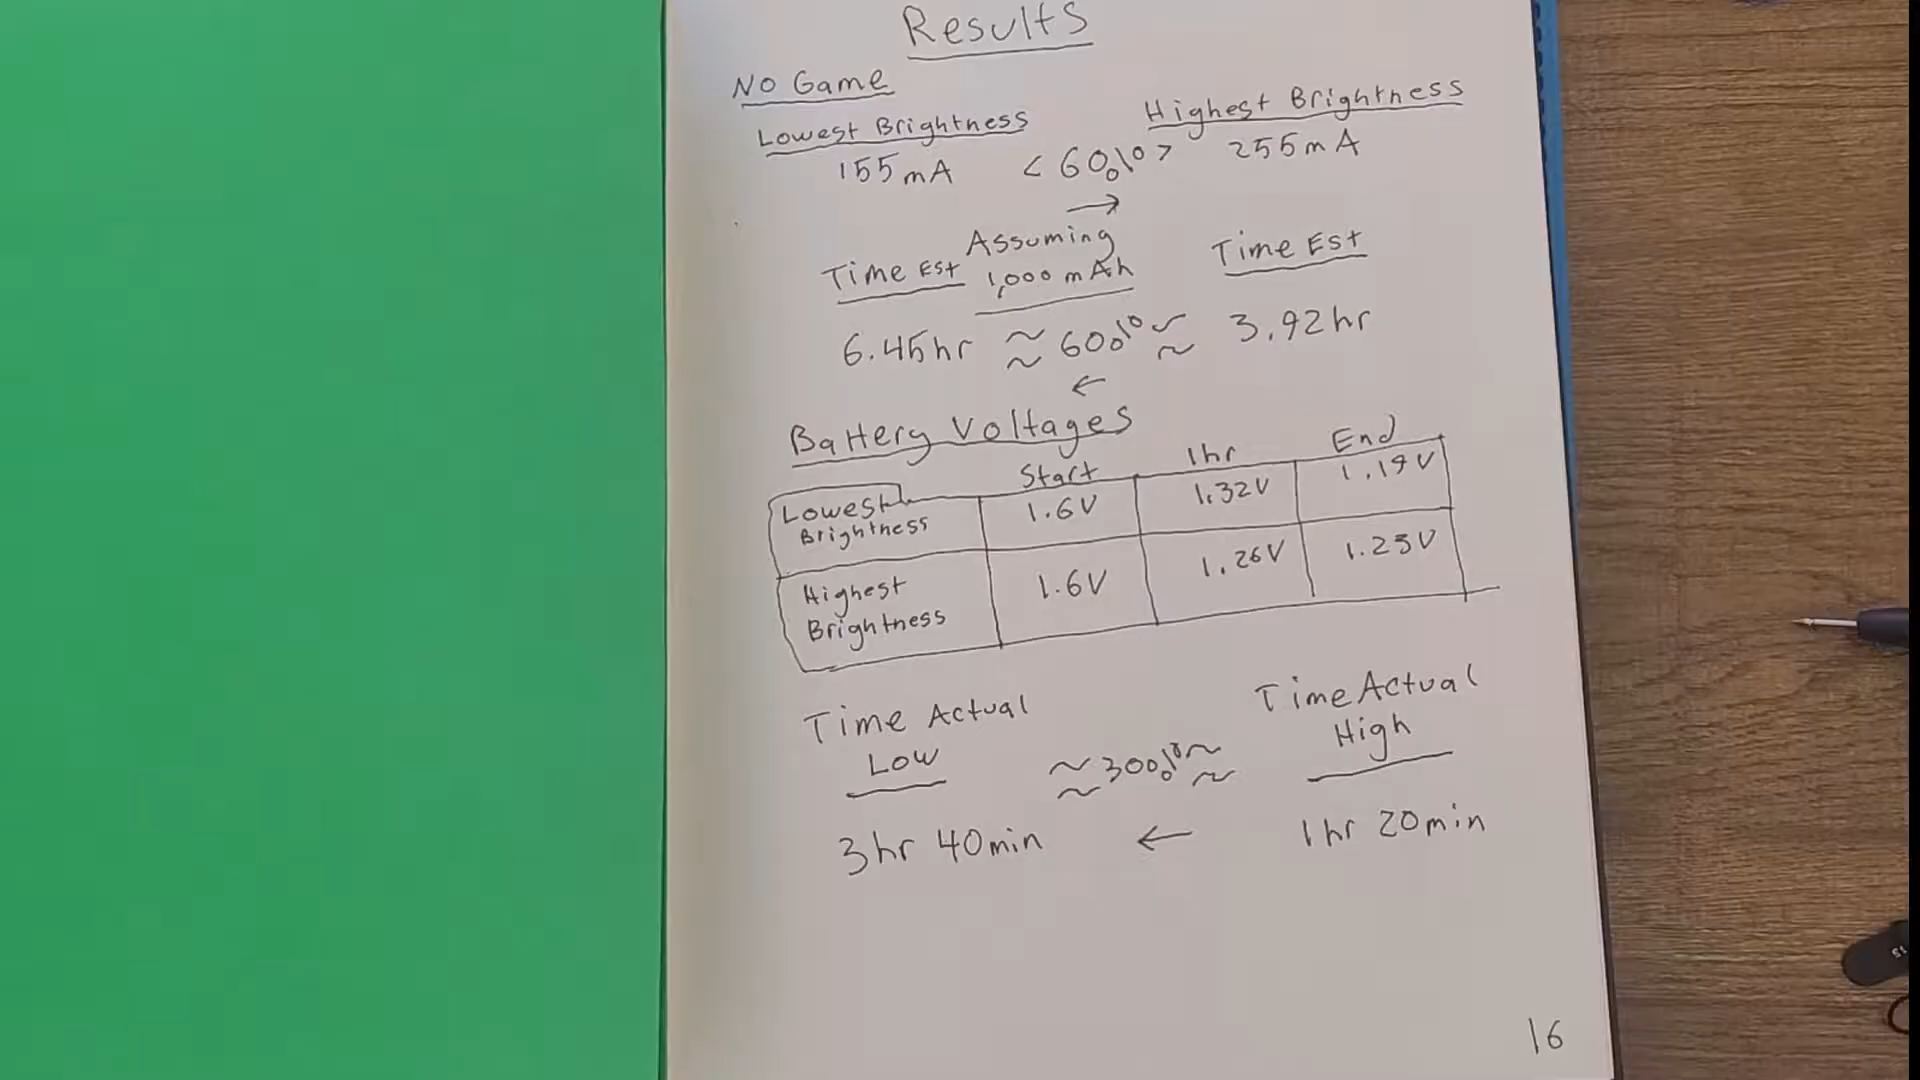 Results
No Game
Lowest Brightness
Highest Brightness
155mA < 60% > 255mA
→
Time Est Assuming 1,000 mAh Time Est
6.45hr ≈ 60% ≈ 3.92hr
←
Battery Voltages
Start 1hr End
Lowest Brightness 1.6V 1.32V 1.19V
Highest Brightness 1.6V 1.26V 1.23V
Time Actual Low ≈ 300% ≈ Time Actual High
3hr 40min ← 1hr 20min
16